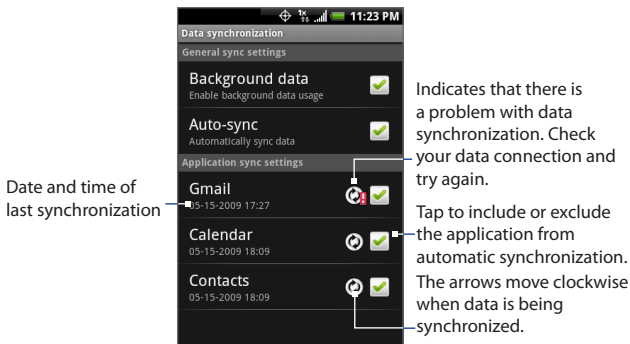 1X 11:23 PM
Data synchronization
General sync settings
Background data
Enable background data usage
Auto-sync
Automatically sync data
Application sync settings
Gmail
05-15-2009 17:27
Calendar
05-15-2009 18:09
Contacts
05-15-2009 18:09
Date and time of
last synchronization
Indicates that there is
a problem with data
synchronization. Check
your data connection and
try again.
Tap to include or exclude
the application from
automatic synchronization.
The arrows move clockwise
when data is being
synchronized.